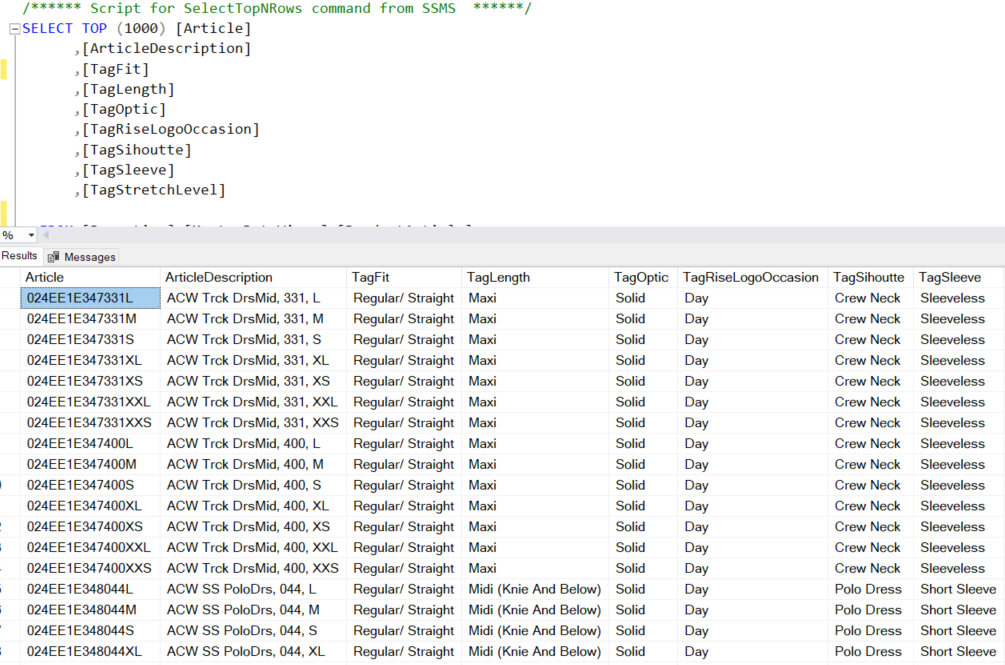 /****** Script for SelectTopNRows command from SSMS ******/
SELECT TOP (1000) [Article]
,[ArticleDescription]
,[TagFit]
,[TagLength]
,[TagOptic]
,[TagRiseLogoOccasion]
,[TagSihoutte]
,[TagSleeve]
,[TagStretchLevel]
%
Results Messages
Article ArticleDescription TagFit TagLength TagOptic TagRiseLogoOccasion TagSihoutte TagSleeve
024EE1E347331L ACW Trck DrsMid, 331, L Regular/ Straight Maxi Solid Day Crew Neck Sleeveless
024EE1E347331M ACW Trck DrsMid, 331, M Regular/ Straight Maxi Solid Day Crew Neck Sleeveless
024EE1E347331S ACW Trck DrsMid, 331, S Regular/ Straight Maxi Solid Day Crew Neck Sleeveless
024EE1E347331XL ACW Trck DrsMid, 331, XL Regular/ Straight Maxi Solid Day Crew Neck Sleeveless
024EE1E347331XS ACW Trck DrsMid, 331, XS Regular/ Straight Maxi Solid Day Crew Neck Sleeveless
024EE1E347331XXL ACW Trck DrsMid, 331, XXL Regular/ Straight Maxi Solid Day Crew Neck Sleeveless
024EE1E347331XXS ACW Trck DrsMid, 331, XXS Regular/ Straight Maxi Solid Day Crew Neck Sleeveless
024EE1E347400L ACW Trck DrsMid, 400, L Regular/ Straight Maxi Solid Day Crew Neck Sleeveless
024EE1E347400M ACW Trck DrsMid, 400, M Regular/ Straight Maxi Solid Day Crew Neck Sleeveless
024EE1E347400S ACW Trck DrsMid, 400, S Regular/ Straight Maxi Solid Day Crew Neck Sleeveless
024EE1E347400XL ACW Trck DrsMid, 400, XL Regular/ Straight Maxi Solid Day Crew Neck Sleeveless
024EE1E347400XS ACW Trck DrsMid, 400, XS Regular/ Straight Maxi Solid Day Crew Neck Sleeveless
024EE1E347400XXL ACW Trck DrsMid, 400, XXL Regular/ Straight Maxi Solid Day Crew Neck Sleeveless
024EE1E347400XXS ACW Trck DrsMid, 400, XXS Regular/ Straight Maxi Solid Day Crew Neck Sleeveless
024EE1E348044L ACW SS PoloDrs, 044, L Regular/ Straight Midi (Knie And Below) Solid Day Polo Dress Short Sleeve
024EE1E348044M ACW SS PoloDrs, 044, M Regular/ Straight Midi (Knie And Below) Solid Day Polo Dress Short Sleeve
024EE1E348044S ACW SS PoloDrs, 044, S Regular/ Straight Midi (Knie And Below) Solid Day Polo Dress Short Sleeve
024EE1E348044XL ACW SS PoloDrs, 044, XL Regular/ Straight Midi (Knie And Below) Solid Day Polo Dress Short Sleeve